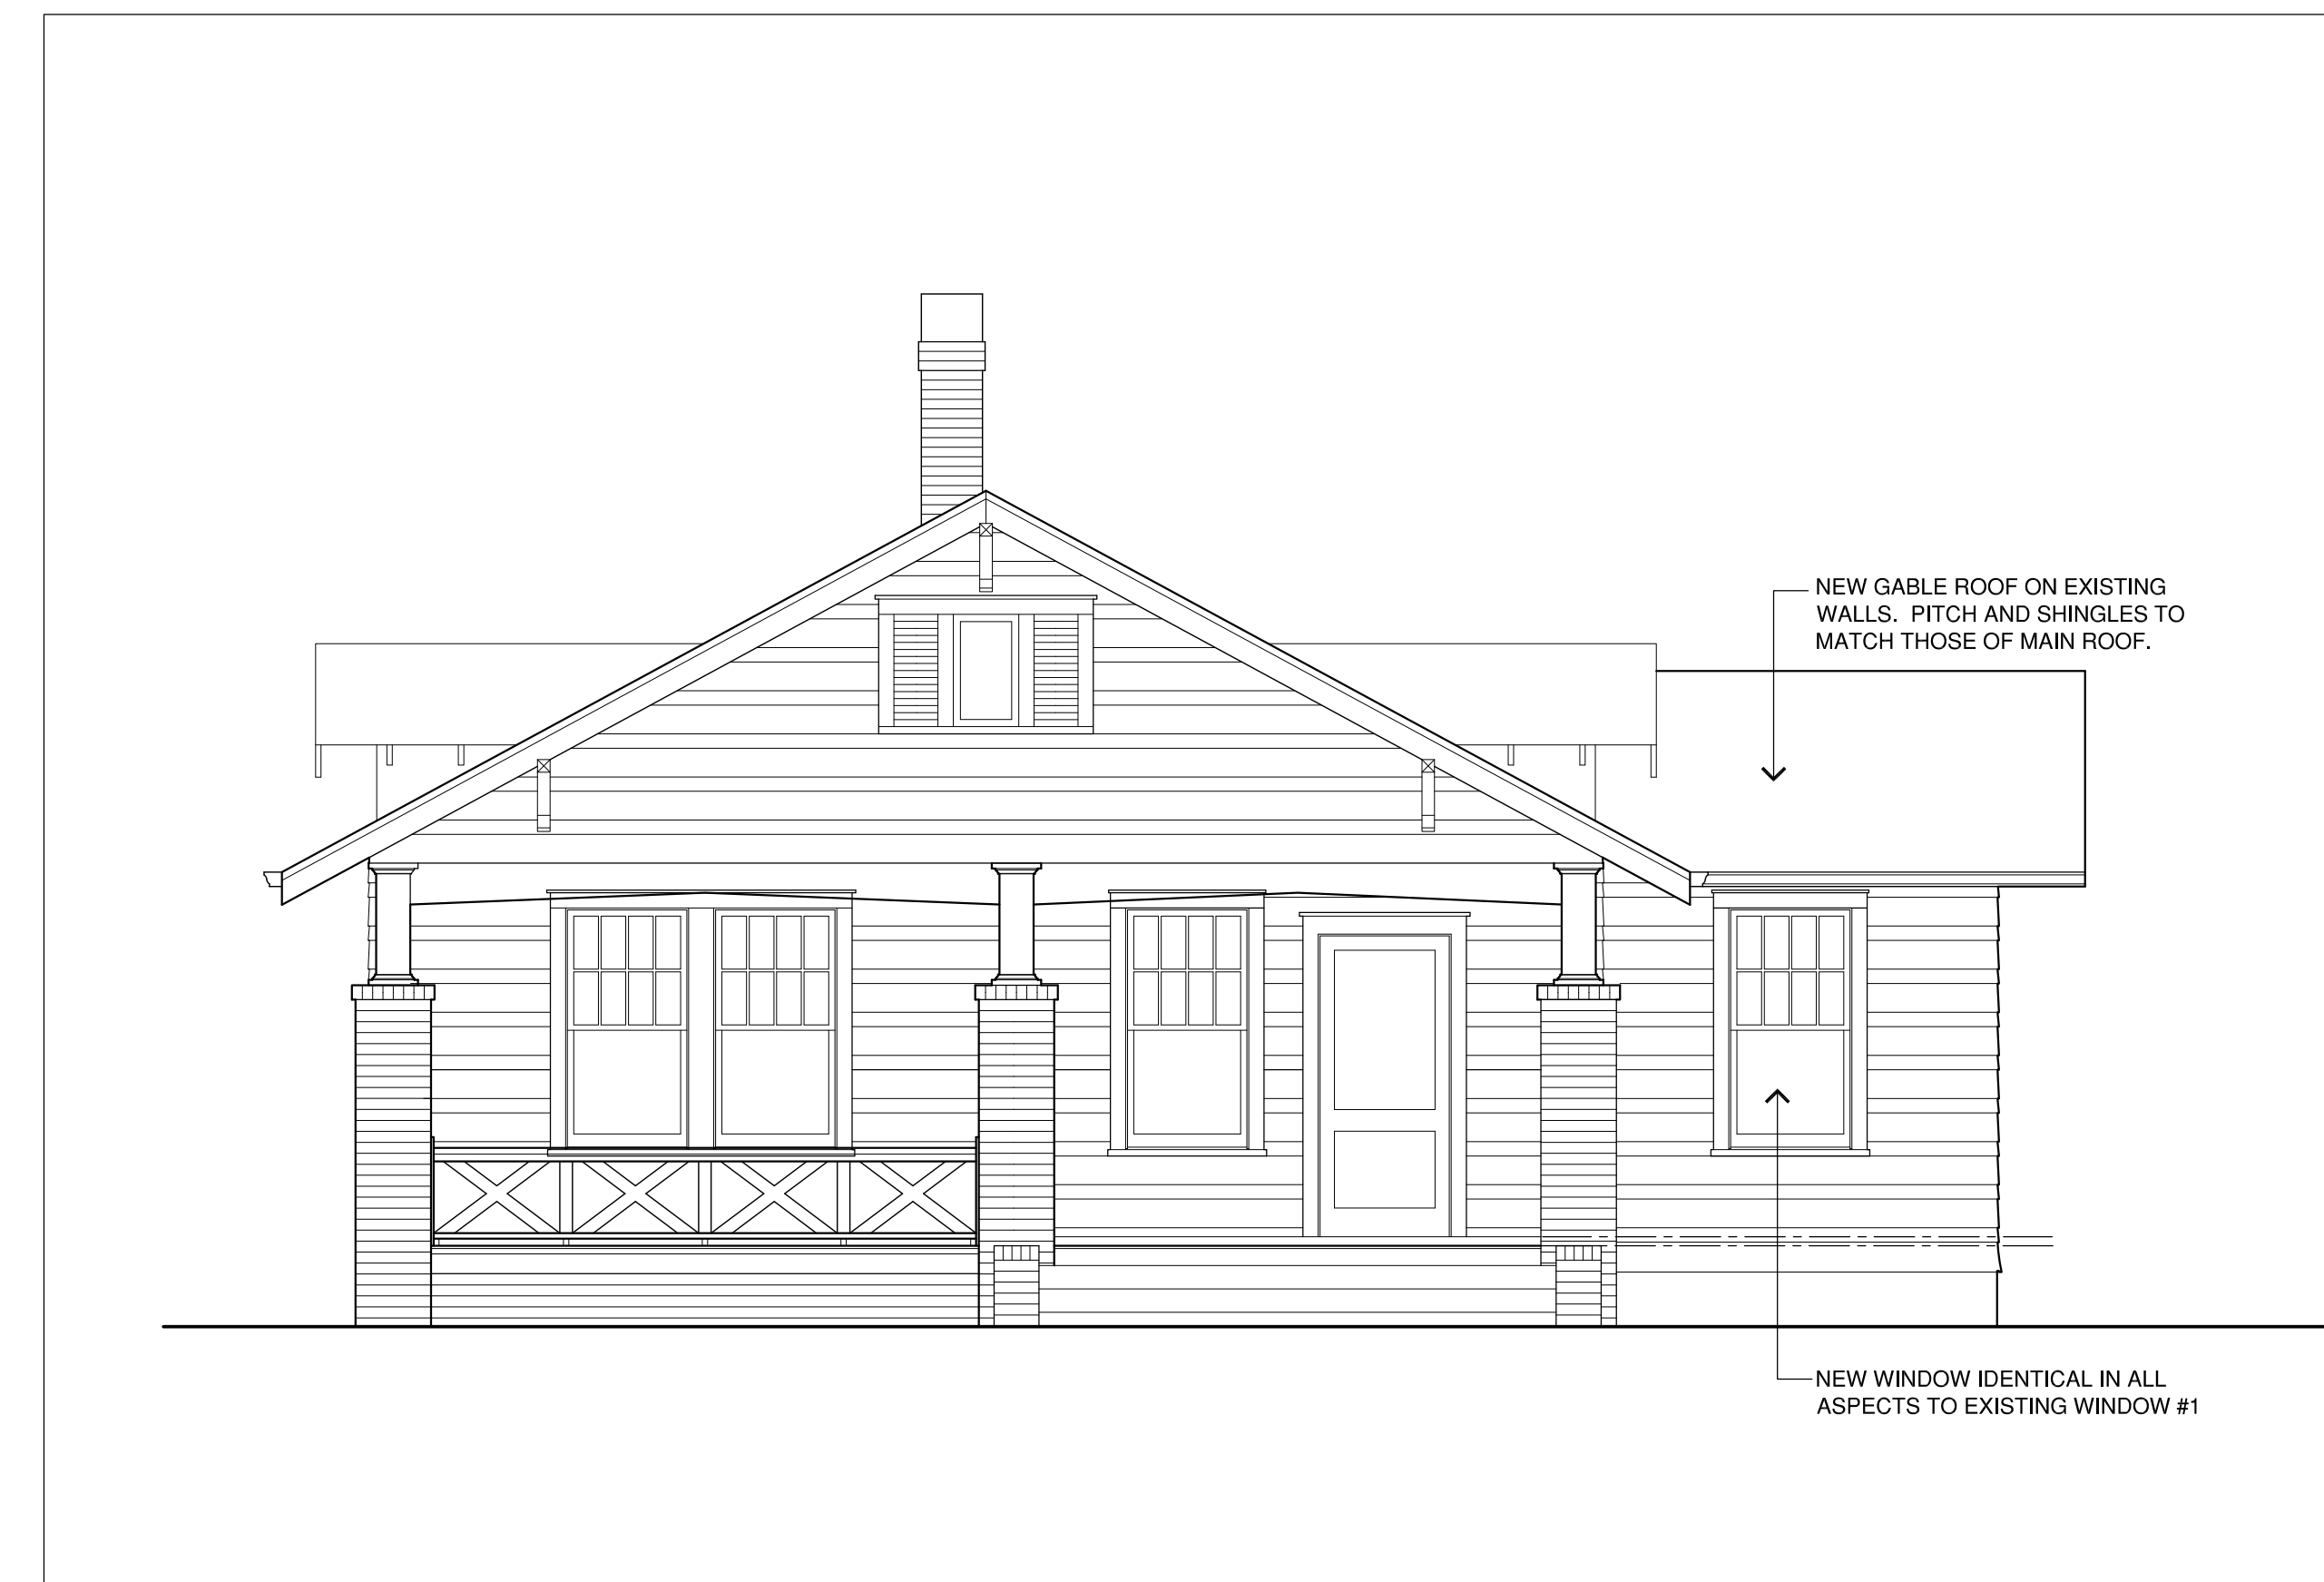 NEW GABLE ROOF ON EXISTING
WALLS.  PITCH AND SHINGLES TO
MATCH THOSE OF MAIN ROOF.
NEW WINDOW IDENTICAL IN ALL
ASPECTS TO EXISTING WINDOW #1